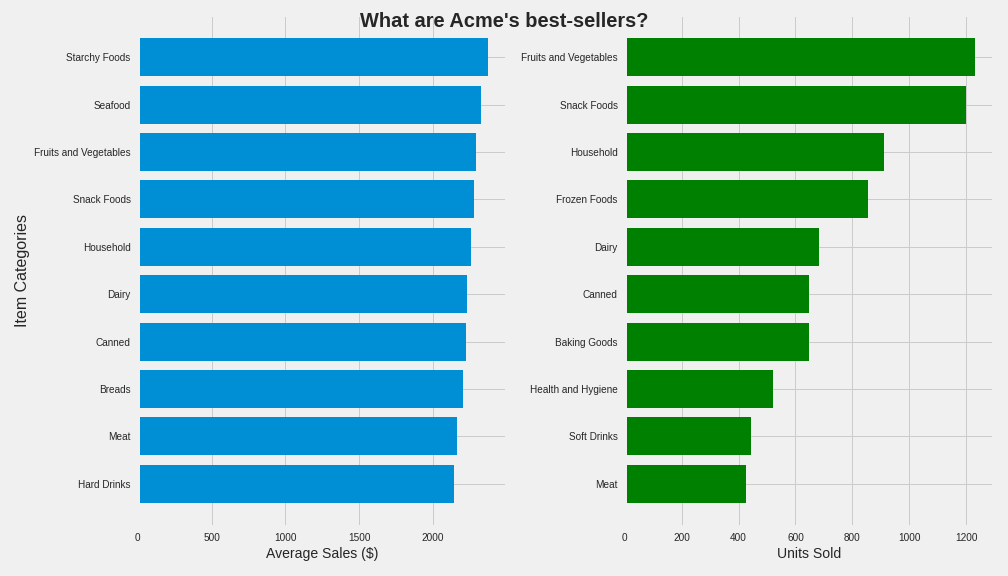 What are Acme's best-sellers?
Item Categories
Starchy Foods
Seafood
Fruits and Vegetables
Snack Foods
Household
Dairy
Canned
Breads
Meat
Hard Drinks
0 500 1000 1500 2000
Average Sales ($)
Fruits and Vegetables
Snack Foods
Household
Frozen Foods
Dairy
Canned
Baking Goods
Health and Hygiene
Soft Drinks
Meat
0 200 400 600 800 1000 1200
Units Sold